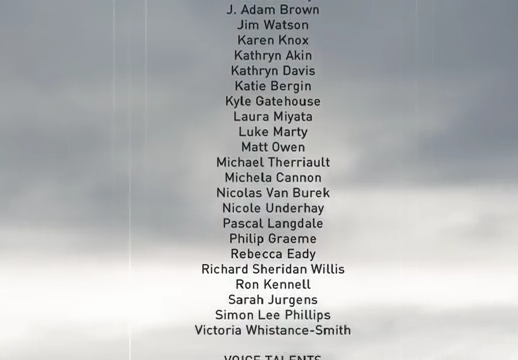 J. Adam Brown
Jim Watson
Karen Knox
Kathryn Akin
Kathryn Davis
Katie Bergin
Kyle Gatehouse
Laura Miyata
Luke Marty
Matt Owen
Michael Therriault
Michela Cannon
Nicolas Van Burek
Nicole Underhay
Pascal Langdale
Philip Graeme
Rebecca Eady
Richard Sheridan Willis
Ron Kennell
Sarah Jurgens
Simon Lee Phillips
Victoria Whistance-Smith
VOICE TALENTS